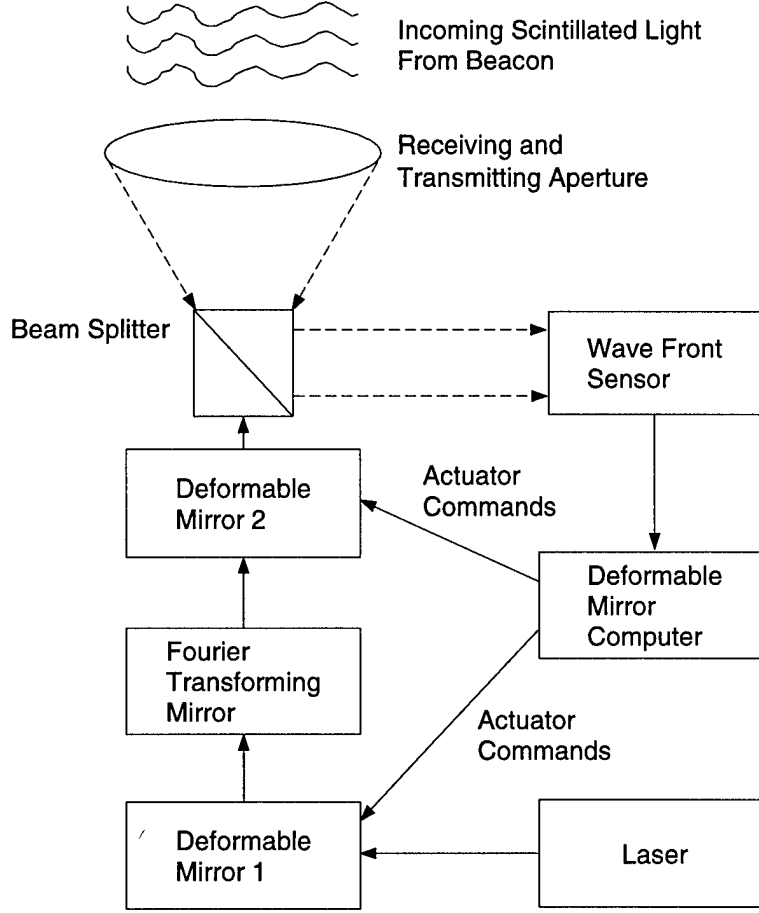 Incoming Scintillated Light
From Beacon
Receiving and
Transmitting Aperture
Beam Splitter
Wave Front
Sensor
Deformable
Mirror 2
Actuator
Commands
Deformable
Mirror
Computer
Fourier
Transforming
Mirror
Actuator
Commands
Deformable
Mirror 1
Laser